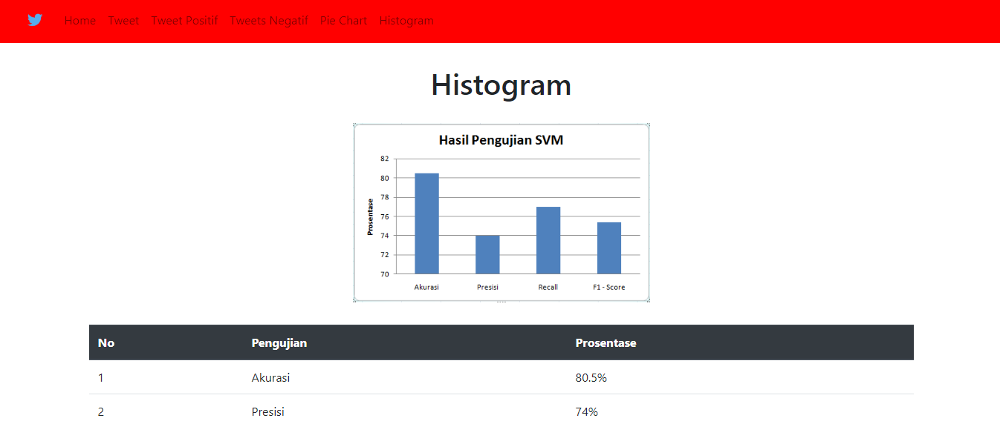 Home Tweet Tweet Positif Tweets Negatif Pie Chart Histogram
Histogram
Hasil Pengujian SVM
Prosentase
82
80
78
76
74
72
70
Akurasi Presisi Recall F1 - Score
No Pengujian Prosentase
1 Akurasi 80.5%
2 Presisi 74%